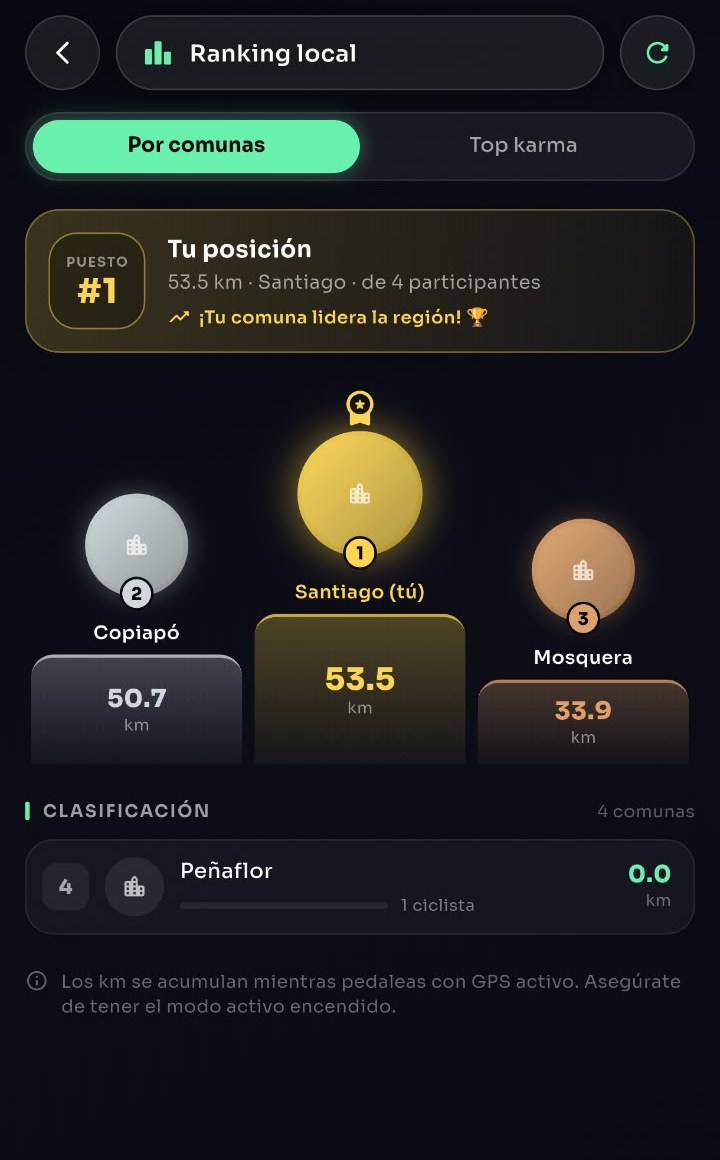 Ranking local
Por comunas
Top karma
PUESTO
#1
Tu posición
53.5 km · Santiago · de 4 participantes
¡Tu comuna lidera la región! 🏆
1
Santiago (tú)
53.5
km
2
Copiapó
50.7
km
3
Mosquera
33.9
km
CLASIFICACIÓN
4 comunas
4
Peñaflor
1 ciclista
0.0
km
Los km se acumulan mientras pedaleas con GPS activo. Asegúrate
de tener el modo activo encendido.